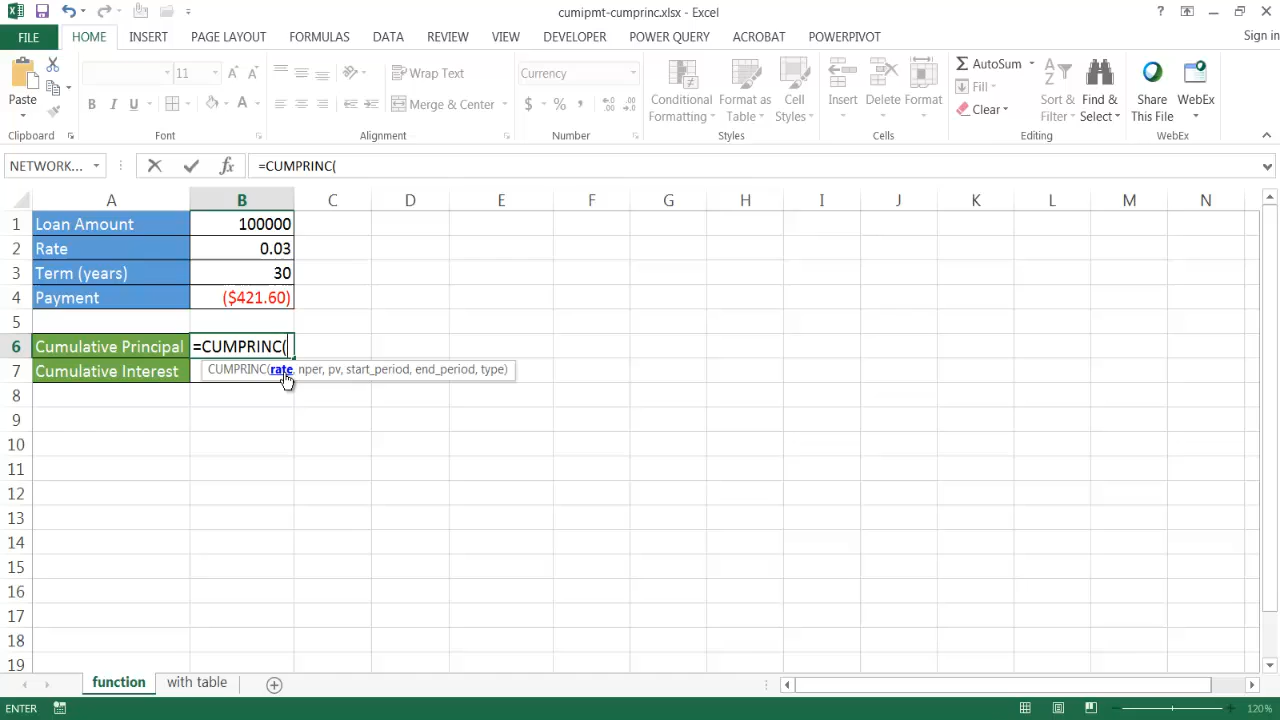 cumipmt-cumprinc.xlsx - Excel
? 
Sign in
FILE HOME INSERT PAGE LAYOUT FORMULAS DATA REVIEW VIEW DEVELOPER POWER QUERY ACROBAT POWERPIVOT
Paste
Clipboard
11
B I U A
Font
Wrap Text
Merge & Center
Alignment
Currency
$ % ,
Number
Conditional Formatting
Format as Table
Cell Styles
Styles
Insert Delete Format
Cells
AutoSum
Fill
Clear
Sort & Filter
Find & Select
Editing
Share This File
WebEx
WebEx
NETWORK... fx =CUMPRINC(
A B C D E F G H I J K L M N
1 Loan Amount 100000
2 Rate 0.03
3 Term (years) 30
4 Payment ($421.60)
5
6 Cumulative Principal =CUMPRINC(
7 Cumulative Interest CUMPRINC(rate, nper, pv, start_period, end_period, type)
8
9
10
11
12
13
14
15
16
17
18
19
function with table
ENTER 120%